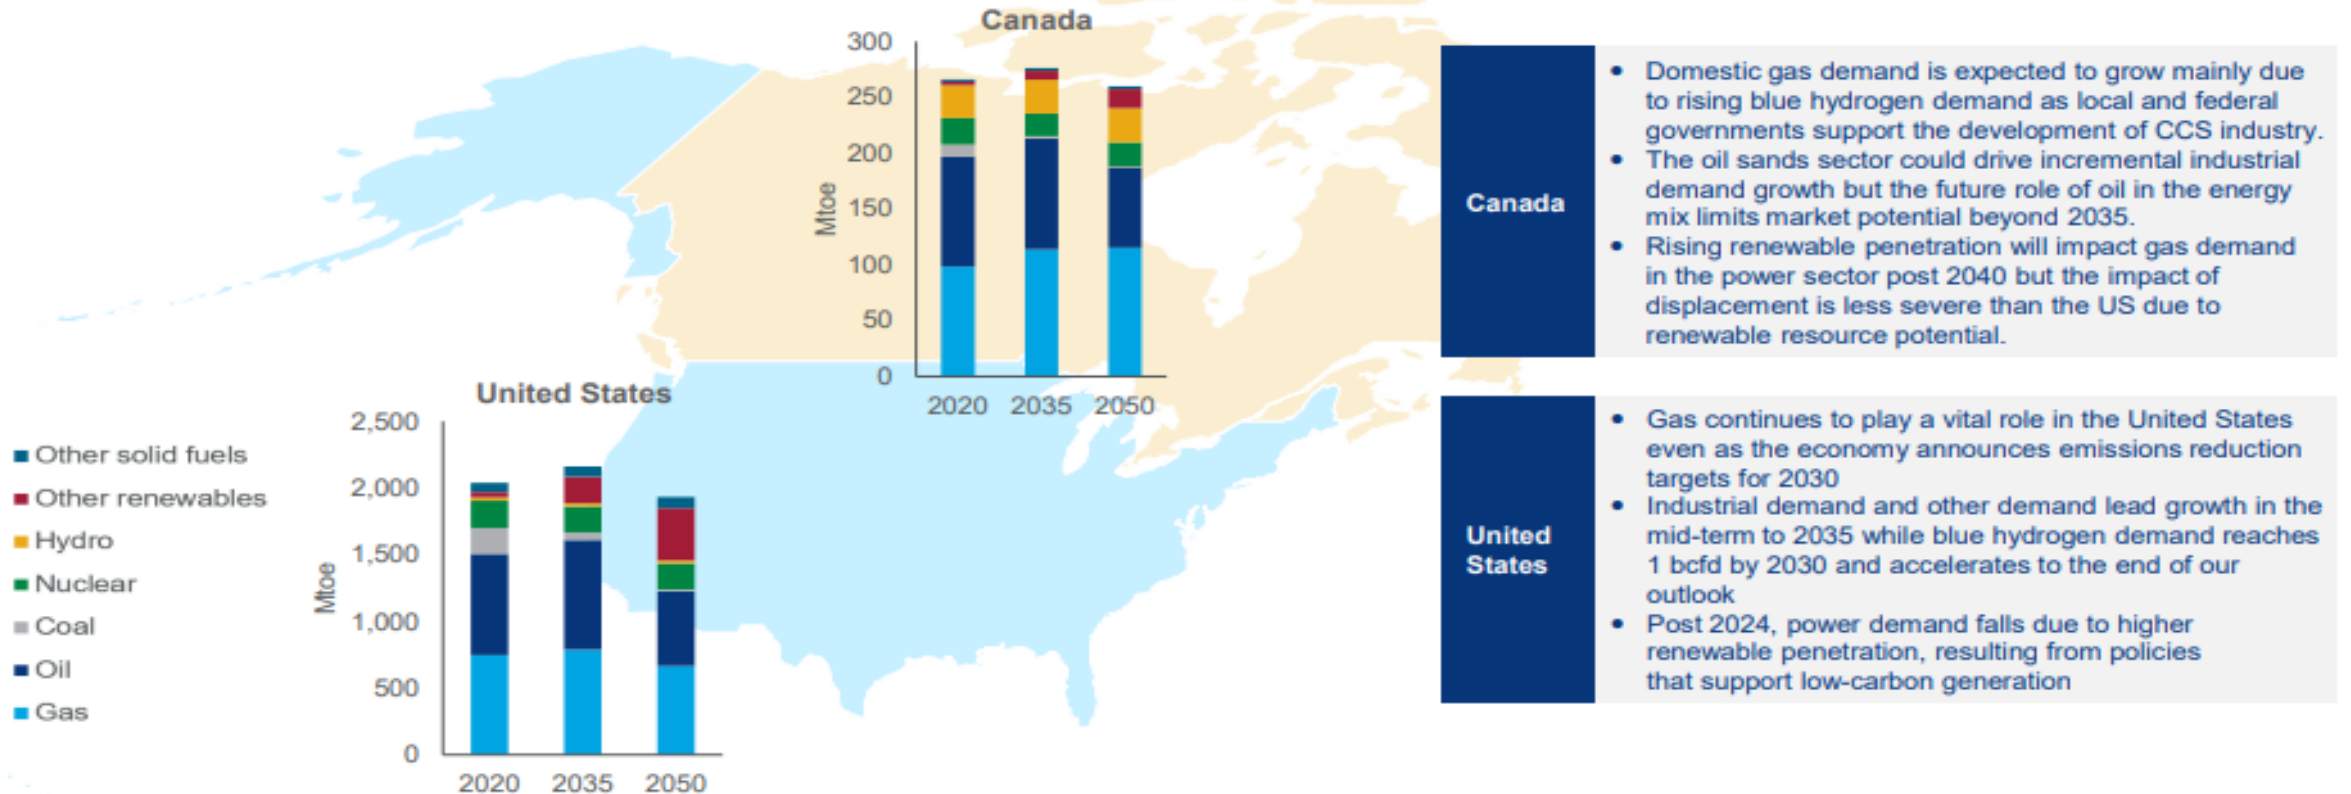 Canada
300
250
200
150
100
50
0
Mtoe
2020 2035 2050
United States
2,500
2,000
1,500
1,000
500
0
Mtoe
2020 2035 2050
Other solid fuels
Other renewables
Hydro
Nuclear
Coal
Oil
Gas
Canada
• Domestic gas demand is expected to grow mainly due
to rising blue hydrogen demand as local and federal
governments support the development of CCS industry.
• The oil sands sector could drive incremental industrial
demand growth but the future role of oil in the energy
mix limits market potential beyond 2035.
• Rising renewable penetration will impact gas demand
in the power sector post 2040 but the impact of
displacement is less severe than the US due to
renewable resource potential.
United
States
• Gas continues to play a vital role in the United States
even as the economy announces emissions reduction
targets for 2030
• Industrial demand and other demand lead growth in the
mid-term to 2035 while blue hydrogen demand reaches
1 bcfd by 2030 and accelerates to the end of our
outlook
• Post 2024, power demand falls due to higher
renewable penetration, resulting from policies
that support low-carbon generation